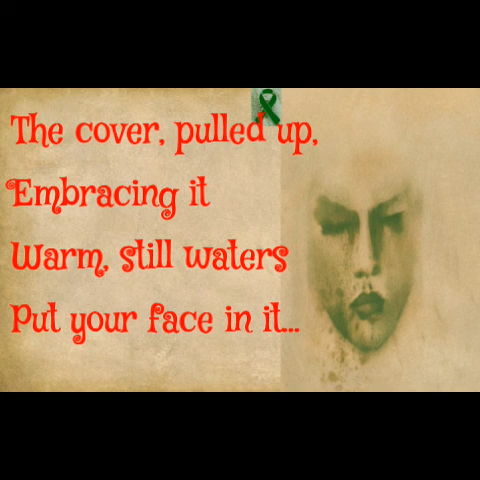 The cover, pulled up,
Embracing it
Warm, still waters
Put your face in it...